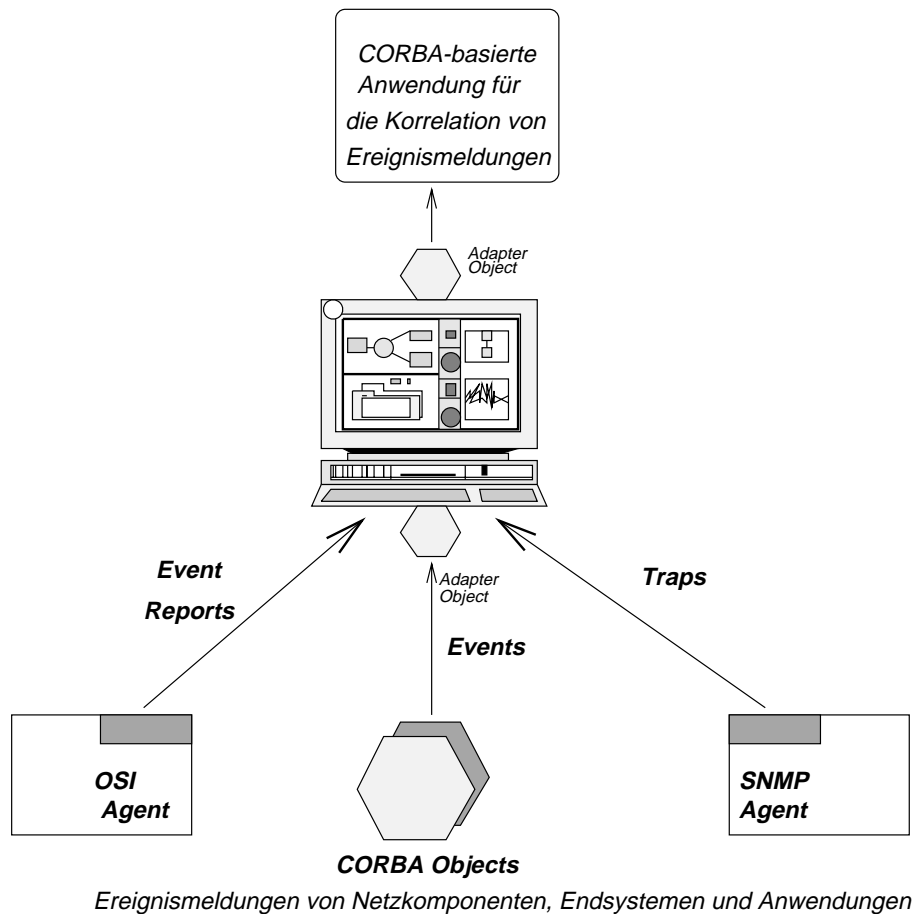 CORBA-basierte
Anwendung für
die Korrelation von
Ereignismeldungen
Adapter
Object
Event
Reports
Adapter
Object
Traps
Events
OSI
Agent
SNMP
Agent
CORBA Objects
Ereignismeldungen von Netzkomponenten, Endsystemen und Anwendungen